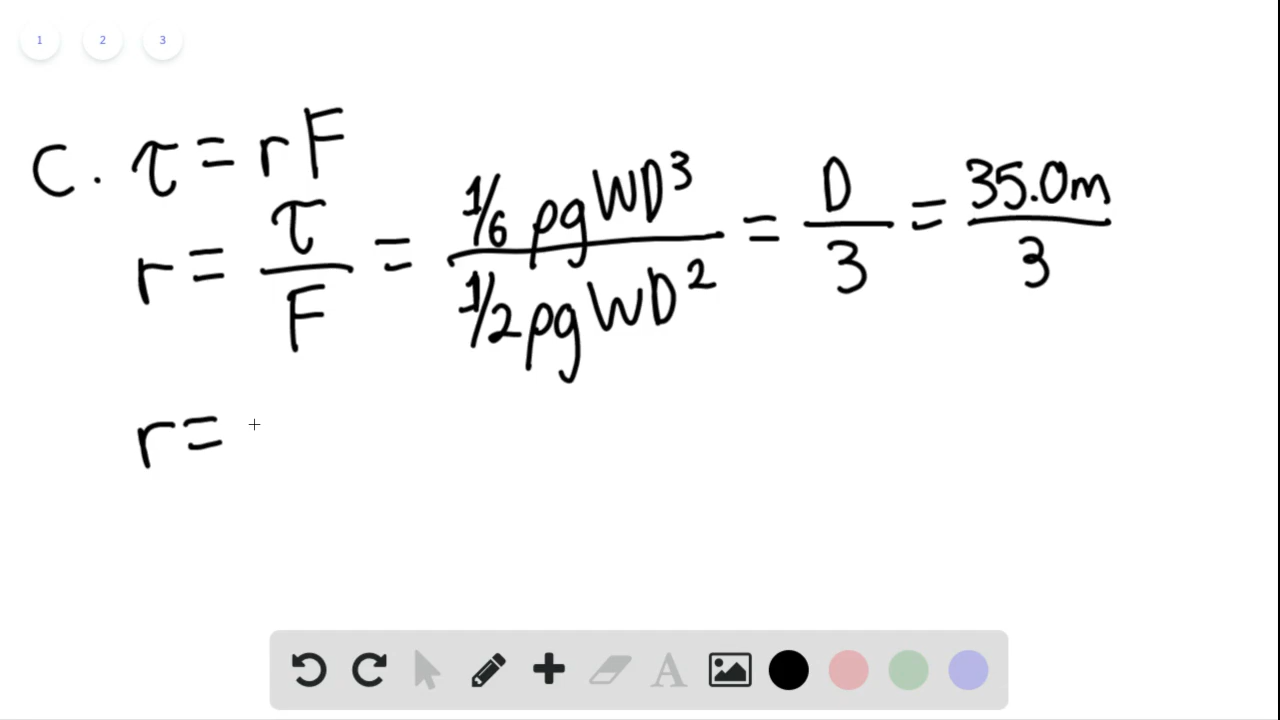 1 2 3
C. τ = rF
r = τ/F = (1/6 ρgWD³)/(1/2 ρgWD²) = D/3 = 35.0m/3
r =
A